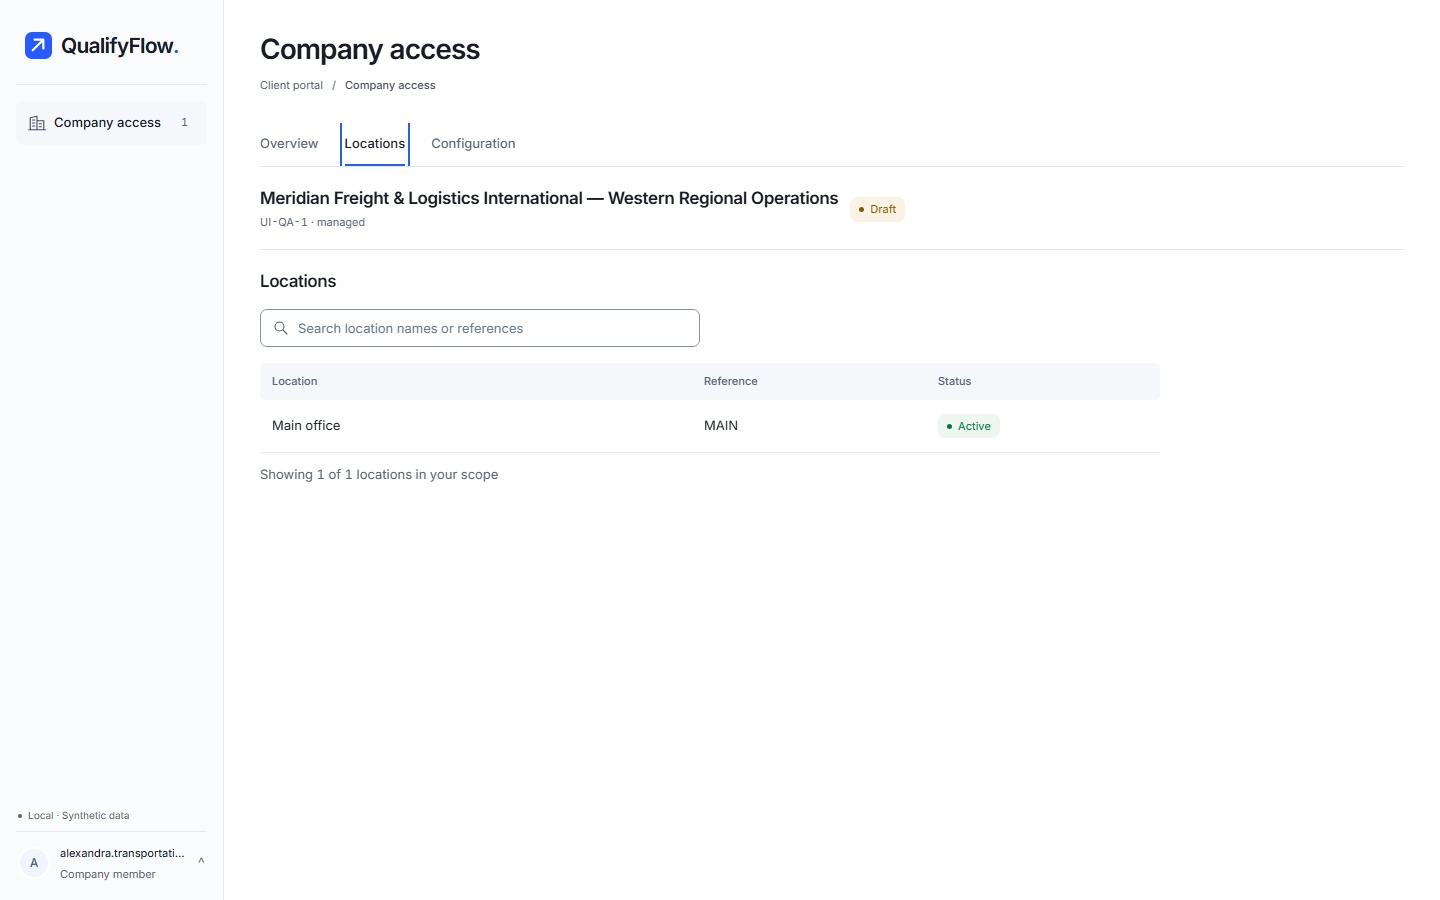 QualifyFlow.
Company access 1
Local · Synthetic data
A
alexandra.transportati...
Company member
Company access
Client portal / Company access
Overview Locations Configuration
Meridian Freight & Logistics International — Western Regional Operations Draft
UI-QA-1 · managed
Locations
Search location names or references
Location Reference Status
Main office MAIN Active
Showing 1 of 1 locations in your scope